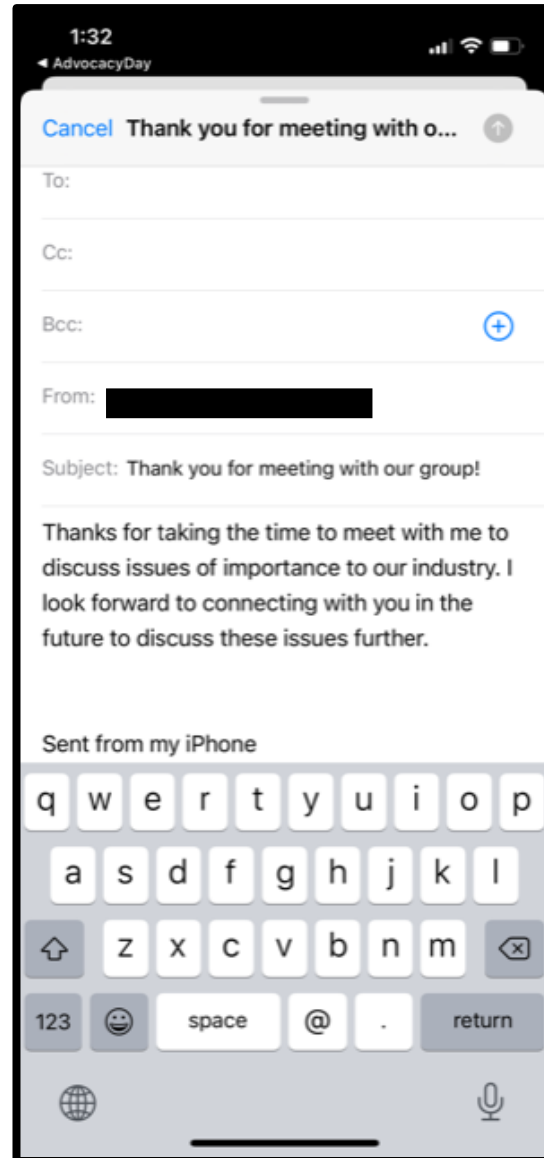 1:32
◀ AdvocacyDay
Cancel Thank you for meeting with o...
To:
Cc:
Bcc:
From:
Subject: Thank you for meeting with our group!
Thanks for taking the time to meet with me to
discuss issues of importance to our industry. I
look forward to connecting with you in the
future to discuss these issues further.
Sent from my iPhone
q w e r t y u i o p
a s d f g h j k l
z x c v b n m
123 space @ . return